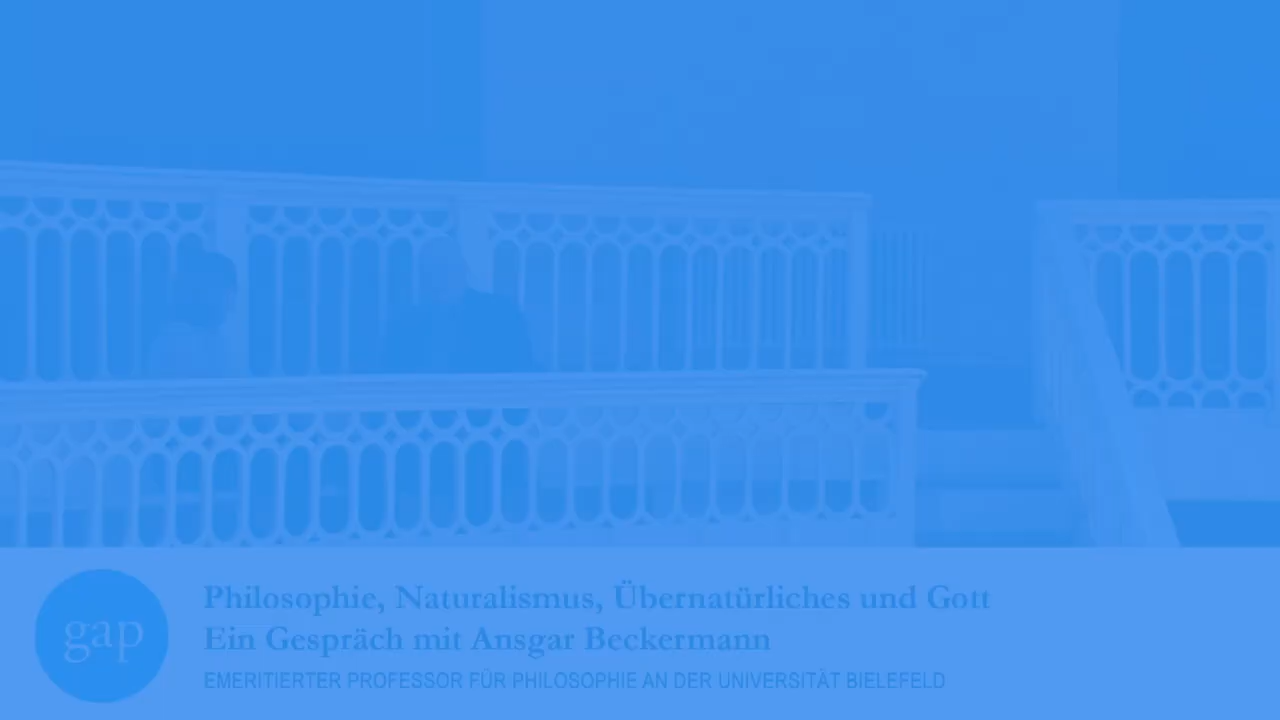 gap
Philosophie, Naturalismus, Übernatürliches und Gott
Ein Gespräch mit Ansgar Beckermann
EMERITIERTER PROFESSOR FÜR PHILOSOPHIE AN DER UNIVERSITÄT BIELEFELD